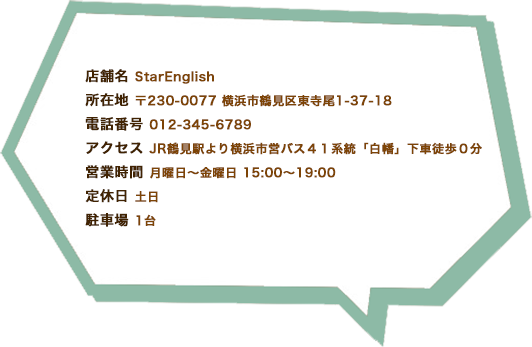 店舗名 StarEnglish
所在地 〒230-0077 横浜市鶴見区東寺尾1-37-18
電話番号 012-345-6789
アクセス JR鶴見駅より横浜市営バス４１系統「白幡」下車徒歩０分
営業時間 月曜日〜金曜日 15:00〜19:00
定休日 土日
駐車場 1台